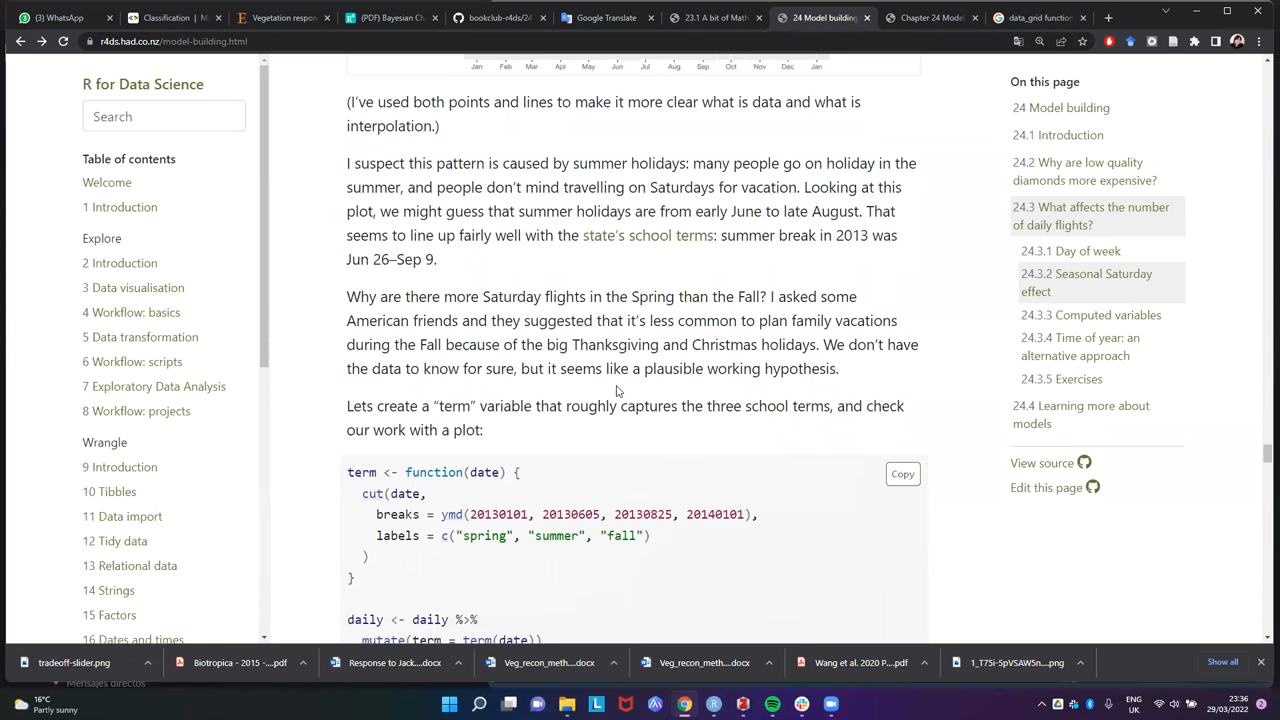 WhatsApp
Classification | M
Vegetation respon
(PDF) Bayesian Ch
bookclub-r4ds/24
Google Translate
23.1 A bit of Math
24 Model building
Chapter 24 Model
data_grid function
r4ds.had.co.nz/model-building.html
R for Data Science
Search
Table of contents
Welcome
1 Introduction
Explore
2 Introduction
3 Data visualisation
4 Workflow: basics
5 Data transformation
6 Workflow: scripts
7 Exploratory Data Analysis
8 Workflow: projects
Wrangle
9 Introduction
10 Tibbles
11 Data import
12 Tidy data
13 Relational data
14 Strings
15 Factors
16 Dates and times
Jan Feb Mar Apr May Jun Jul Aug Sep Oct Nov Dec Jan
(I've used both points and lines to make it more clear what is data and what is
interpolation.)
I suspect this pattern is caused by summer holidays: many people go on holiday in the
summer, and people don't mind travelling on Saturdays for vacation. Looking at this
plot, we might guess that summer holidays are from early June to late August. That
seems to line up fairly well with the state's school terms: summer break in 2013 was
Jun 26–Sep 9.
Why are there more Saturday flights in the Spring than the Fall? I asked some
American friends and they suggested that it's less common to plan family vacations
during the Fall because of the big Thanksgiving and Christmas holidays. We don't have
the data to know for sure, but it seems like a plausible working hypothesis.
Lets create a "term" variable that roughly captures the three school terms, and check
our work with a plot:
Copy
term <- function(date) {
cut(date,
breaks = ymd(20130101, 20130605, 20130825, 20140101),
labels = c("spring", "summer", "fall")
)
}
daily <- daily %>%
mutate(term = term(date))
On this page
24 Model building
24.1 Introduction
24.2 Why are low quality
diamonds more expensive?
24.3 What affects the number
of daily flights?
24.3.1 Day of week
24.3.2 Seasonal Saturday
effect
24.3.3 Computed variables
24.3.4 Time of year: an
alternative approach
24.3.5 Exercises
24.4 Learning more about
models
View source
Edit this page
tradeoff-slider.png
Biotropica - 2015 -....pdf
Response to Jack....docx
Veg_recon_meth....docx
Veg_recon_meth....docx
Wang et al. 2020 P....pdf
1_T75i-5pVSAW5n....png
Show all
Mensajes directos
16°C
Partly sunny
ENG
UK
23:36
29/03/2022